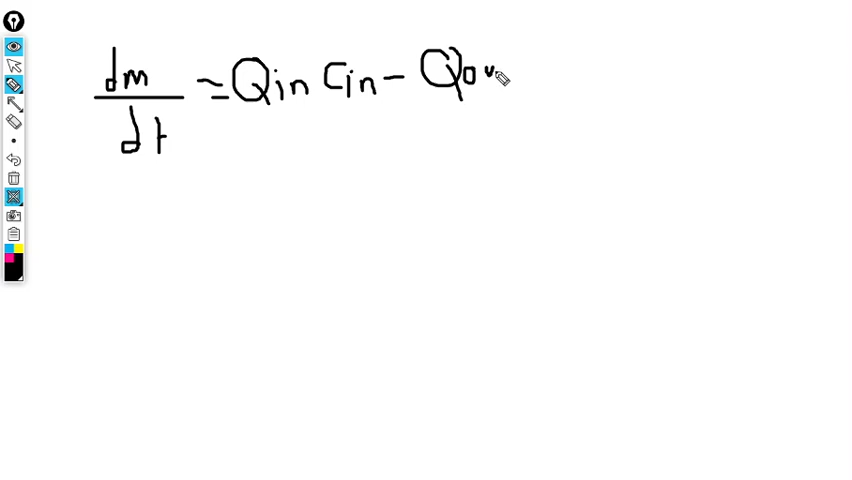 dm/dt = Qin Cin - Qou